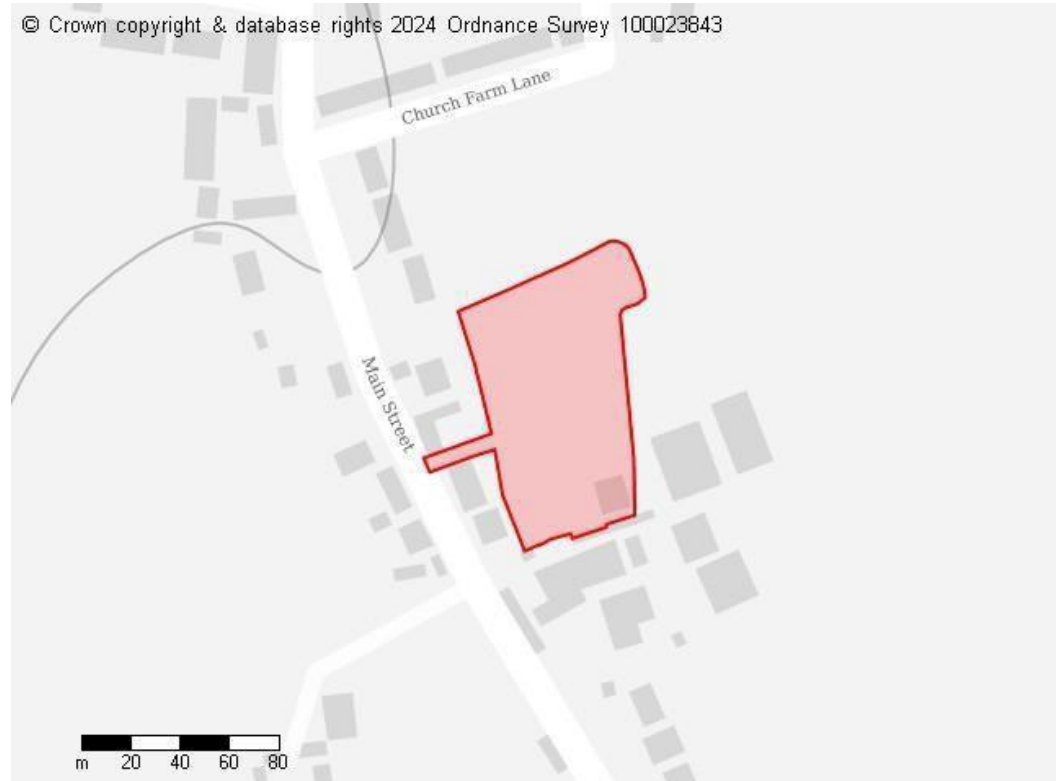 © Crown copyright & database rights 2024 Ordnance Survey 100023843
Church Farm Lane
Main Street
m 20 40 60 80